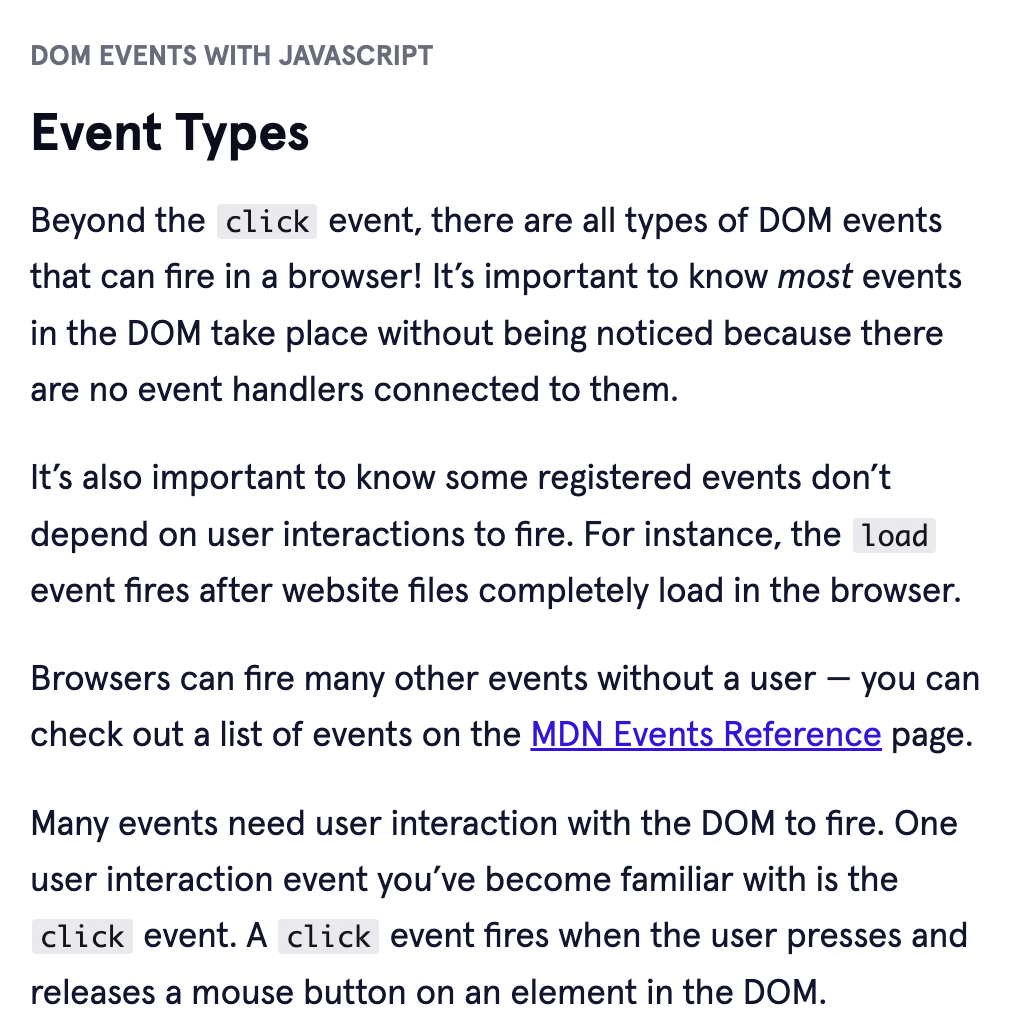 DOM EVENTS WITH JAVASCRIPT
Event Types
Beyond the click event, there are all types of DOM events
that can fire in a browser! It’s important to know most events
in the DOM take place without being noticed because there
are no event handlers connected to them.
It’s also important to know some registered events don’t
depend on user interactions to fire. For instance, the load
event fires after website files completely load in the browser.
Browsers can fire many other events without a user — you can
check out a list of events on the MDN Events Reference page.
Many events need user interaction with the DOM to fire. One
user interaction event you’ve become familiar with is the
click event. A click event fires when the user presses and
releases a mouse button on an element in the DOM.